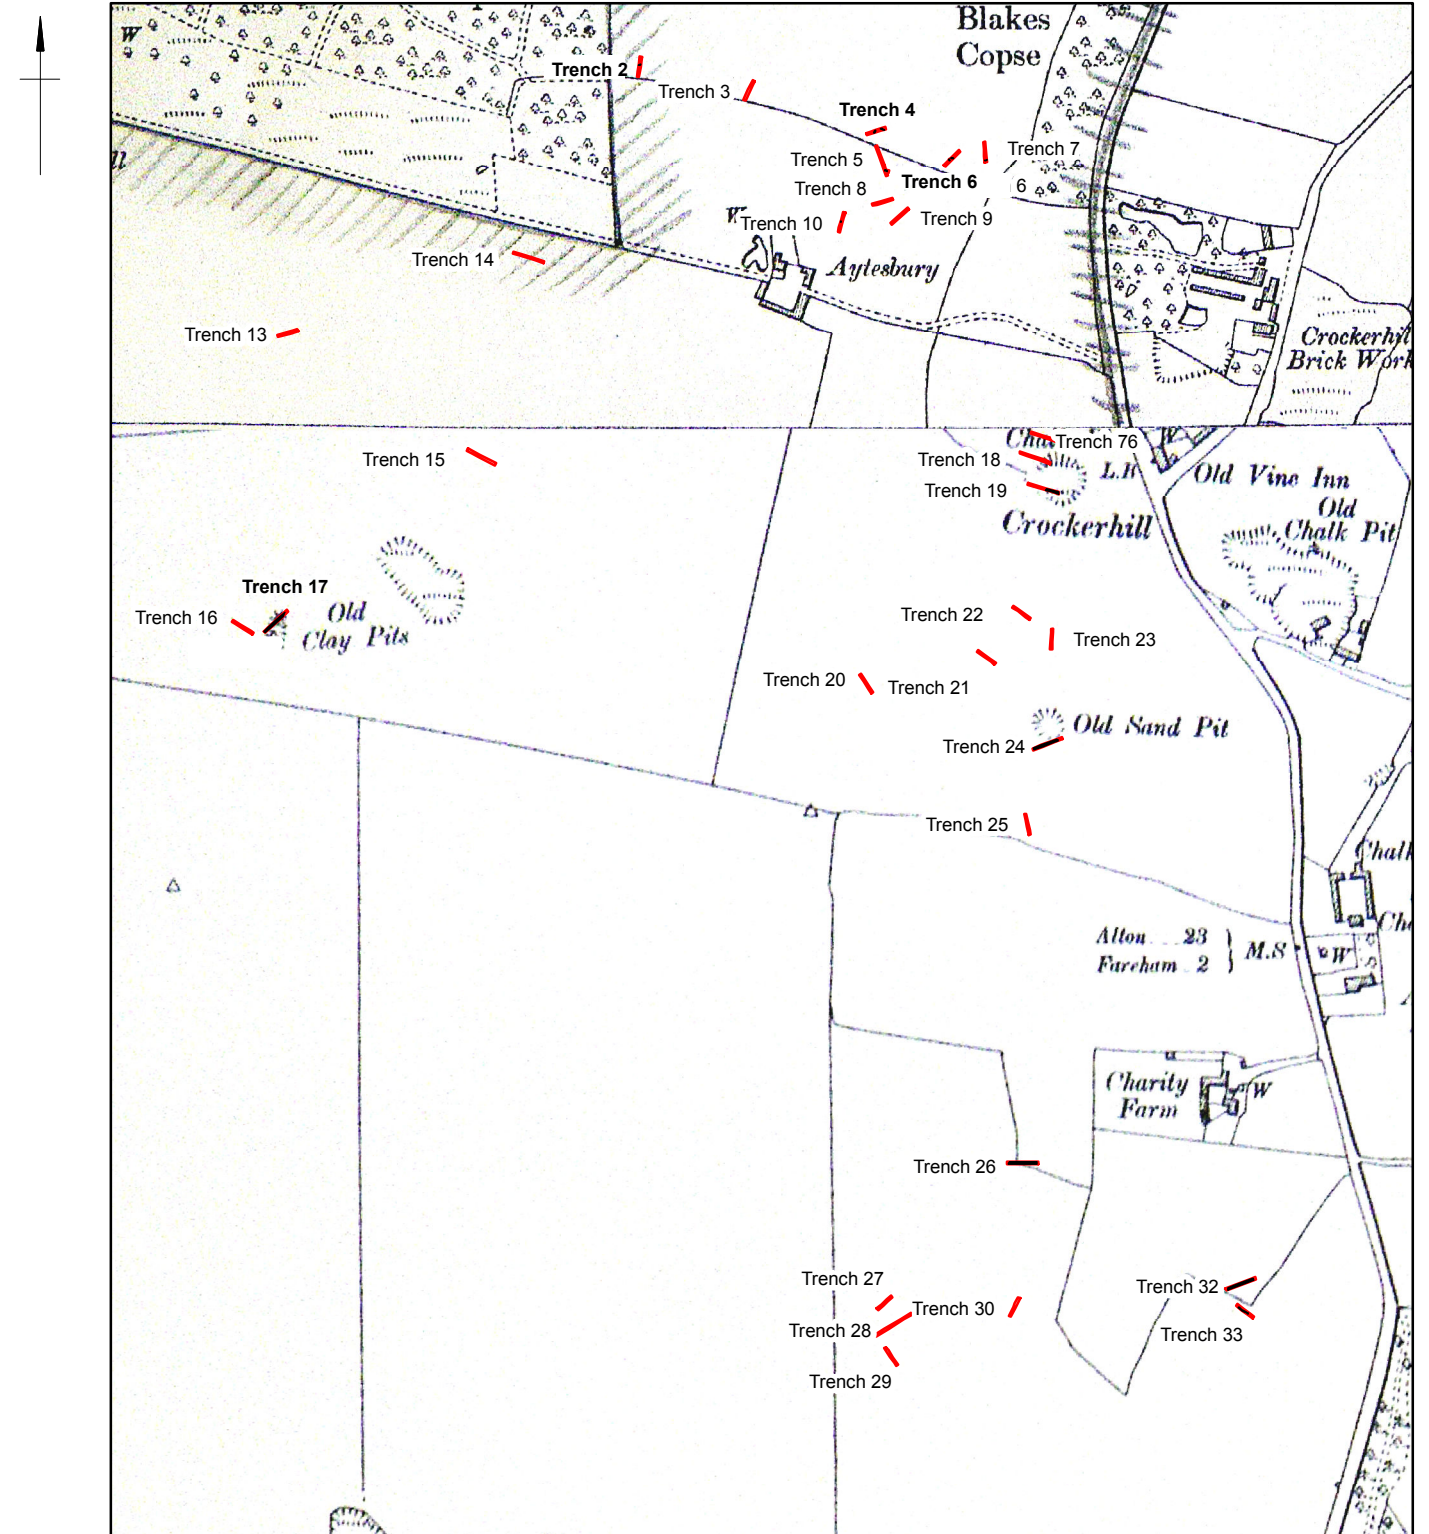 Blakes
Copse
W
Trench 2
Trench 3
Trench 4
Trench 5
Trench 7
Trench 6
6
Trench 8
Trench 9
Trench 10
Aytesbury
Trench 14
Trench 13
Crockerhil
Brick Work
Trench 15
Trench 76
W
Trench 18
L.B
Old Vine Inn
Trench 19
Old
Chalk Pit
Crockerhill
Trench 17
Trench 16
Old
Clay Pits
Trench 22
Trench 23
Trench 20
Trench 21
Old Sand Pit
Trench 24
Trench 25
Chalk
Alton 23
Fareham 2
M.S
W
Charity
Farm
W
Trench 26
Trench 27
Trench 32
Trench 30
Trench 28
Trench 33
Trench 29